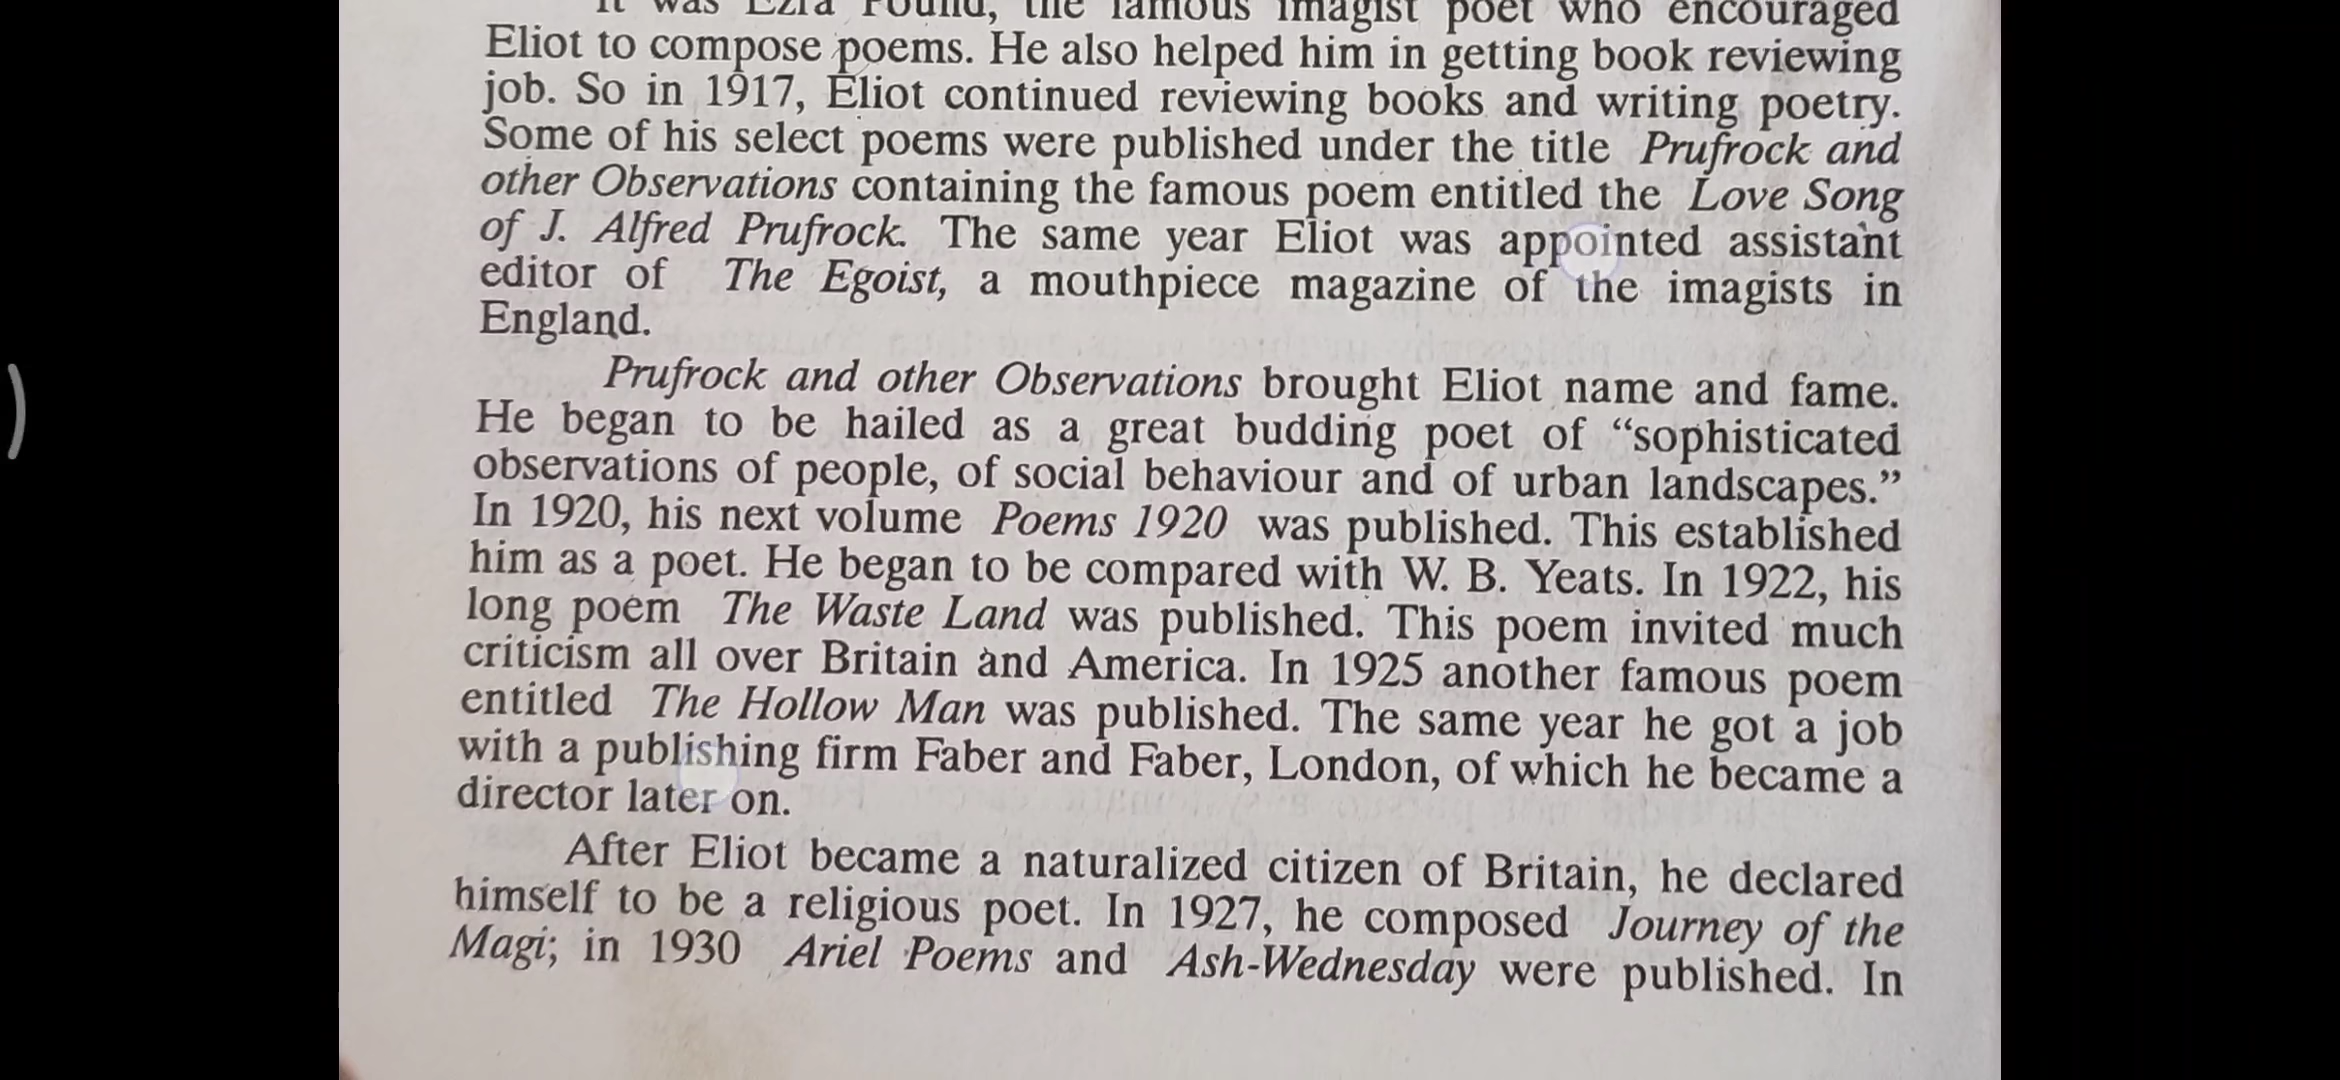 It was Ezra Pound, the famous imagist poet who encouraged
Eliot to compose poems. He also helped him in getting book reviewing
job. So in 1917, Eliot continued reviewing books and writing poetry.
Some of his select poems were published under the title Prufrock and
other Observations containing the famous poem entitled the Love Song
of J. Alfred Prufrock. The same year Eliot was appointed assistant
editor of The Egoist, a mouthpiece magazine of the imagists in
England.
Prufrock and other Observations brought Eliot name and fame.
He began to be hailed as a great budding poet of “sophisticated
observations of people, of social behaviour and of urban landscapes.”
In 1920, his next volume Poems 1920 was published. This established
him as a poet. He began to be compared with W. B. Yeats. In 1922, his
long poem The Waste Land was published. This poem invited much
criticism all over Britain and America. In 1925 another famous poem
entitled The Hollow Man was published. The same year he got a job
with a publishing firm Faber and Faber, London, of which he became a
director later on.
After Eliot became a naturalized citizen of Britain, he declared
himself to be a religious poet. In 1927, he composed Journey of the
Magi; in 1930 Ariel Poems and Ash-Wednesday were published. In